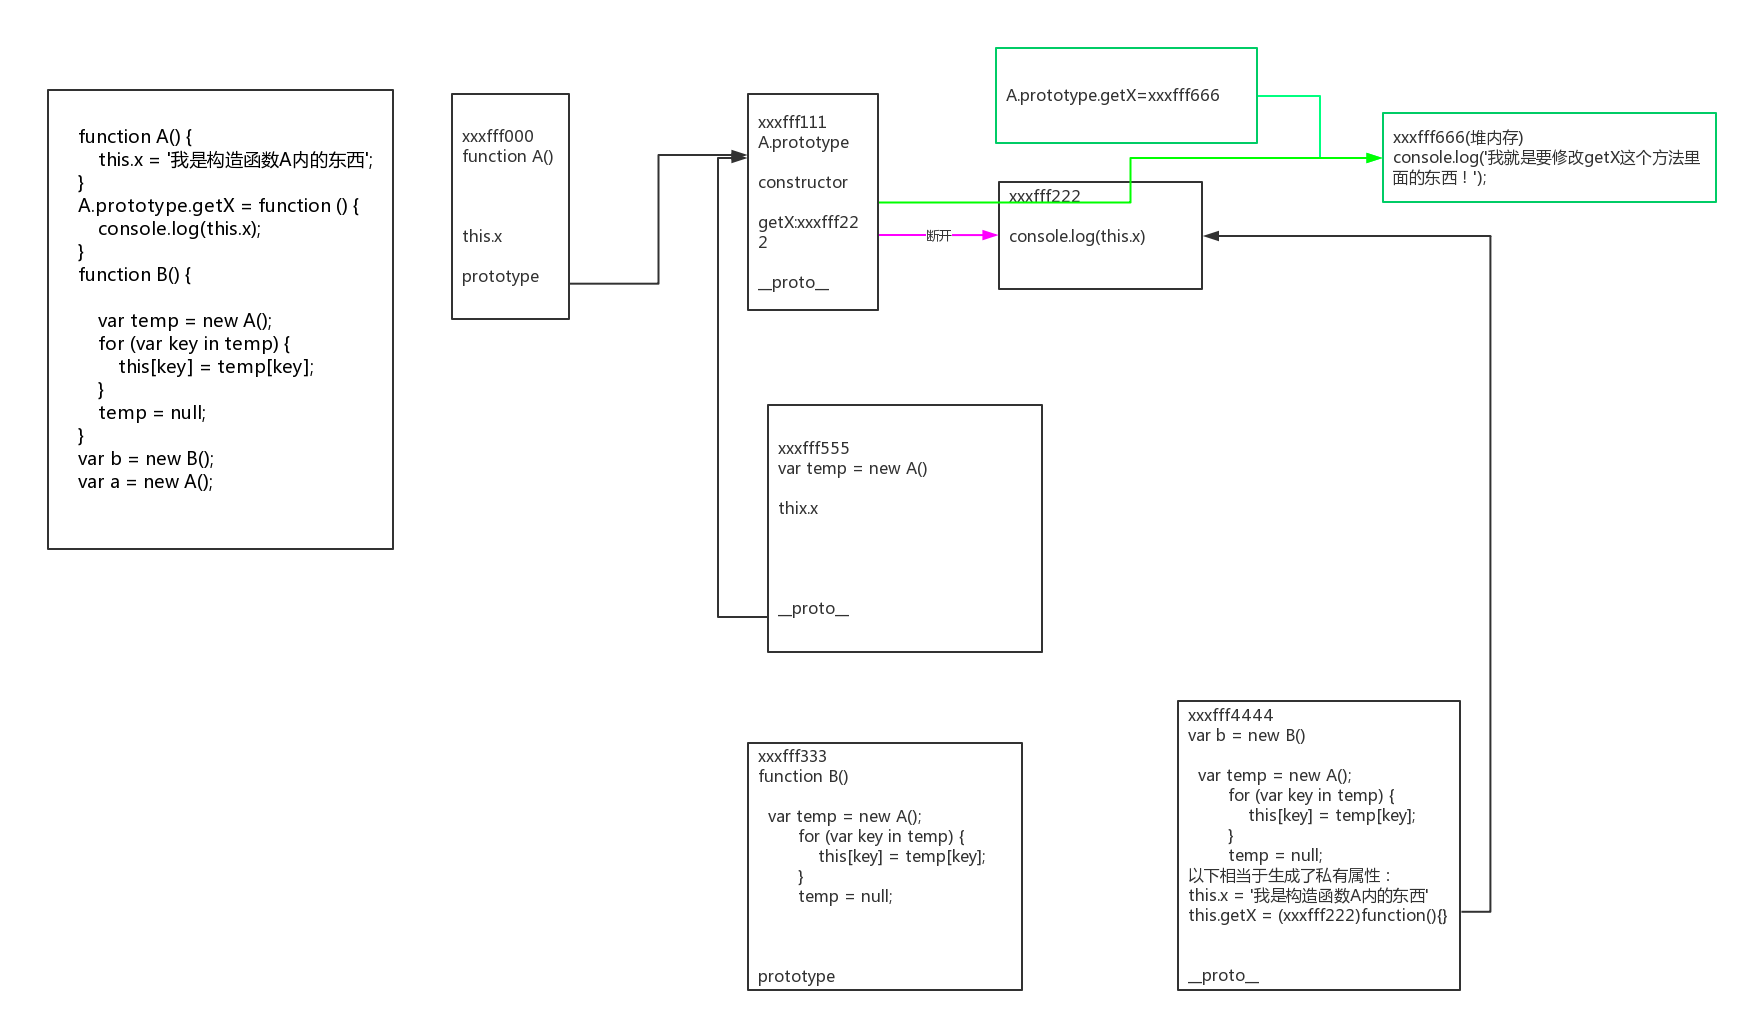 function A() {
    this.x = '我是构造函数A内的东西';
}
A.prototype.getX = function () {
    console.log(this.x);
}
function B() {
    var temp = new A();
    for (var key in temp) {
        this[key] = temp[key];
    }
    temp = null;
}
var b = new B();
var a = new A();
xxxfff000
function A()
this.x
prototype
xxxfff111
A.prototype
constructor
getX:xxxfff22
2
__proto__
A.prototype.getX=xxxfff666
xxxfff666(堆内存)
console.log('我就是要修改getX这个方法里
面的东西！');
xxxfff222
console.log(this.x)
断开
xxxfff555
var temp = new A()
thix.x
__proto__
xxxfff333
function B()
  var temp = new A();
        for (var key in temp) {
            this[key] = temp[key];
        }
        temp = null;
prototype
xxxfff4444
var b = new B()
  var temp = new A();
        for (var key in temp) {
            this[key] = temp[key];
        }
        temp = null;
以下相当于生成了私有属性：
this.x = '我是构造函数A内的东西'
this.getX = (xxxfff222)function(){}
__proto__